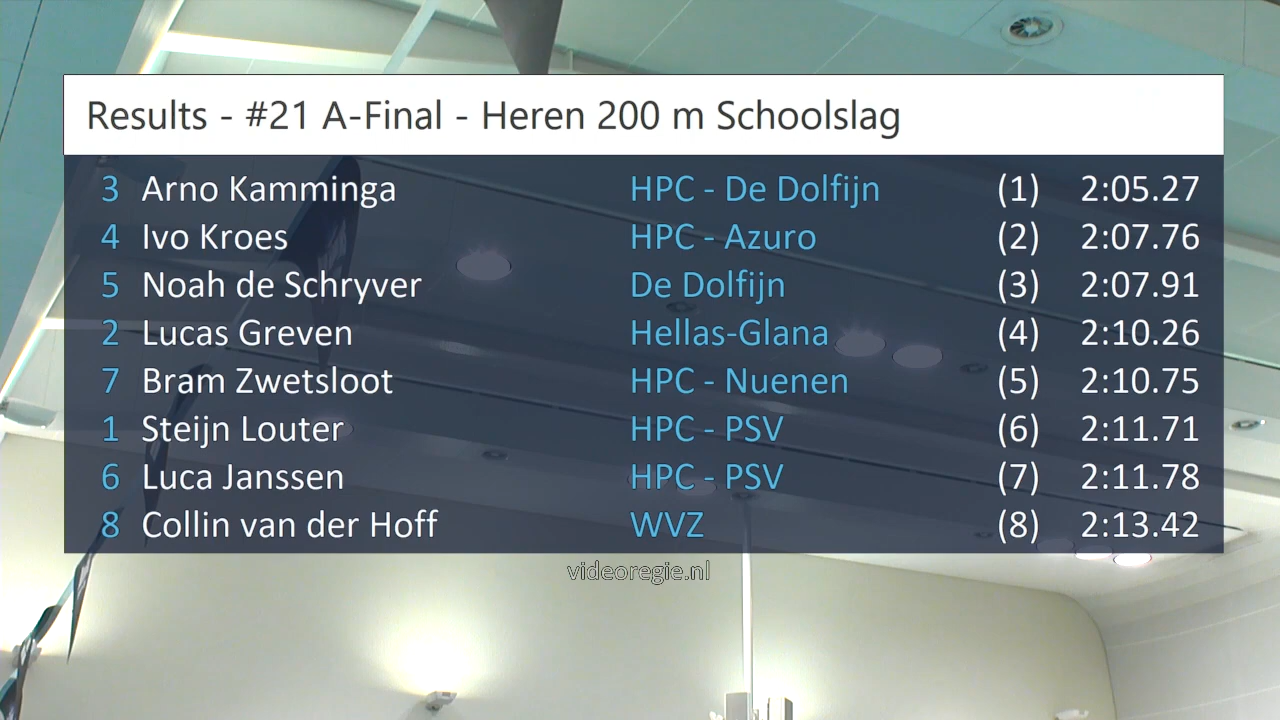 Results - #21 A-Final - Heren 200 m Schoolslag
3 Arno Kamminga HPC - De Dolfijn (1) 2:05.27
4 Ivo Kroes HPC - Azuro (2) 2:07.76
5 Noah de Schryver De Dolfijn (3) 2:07.91
2 Lucas Greven Hellas-Glana (4) 2:10.26
7 Bram Zwetsloot HPC - Nuenen (5) 2:10.75
1 Steijn Louter HPC - PSV (6) 2:11.71
6 Luca Janssen HPC - PSV (7) 2:11.78
8 Collin van der Hoff WVZ (8) 2:13.42
videoregie.nl